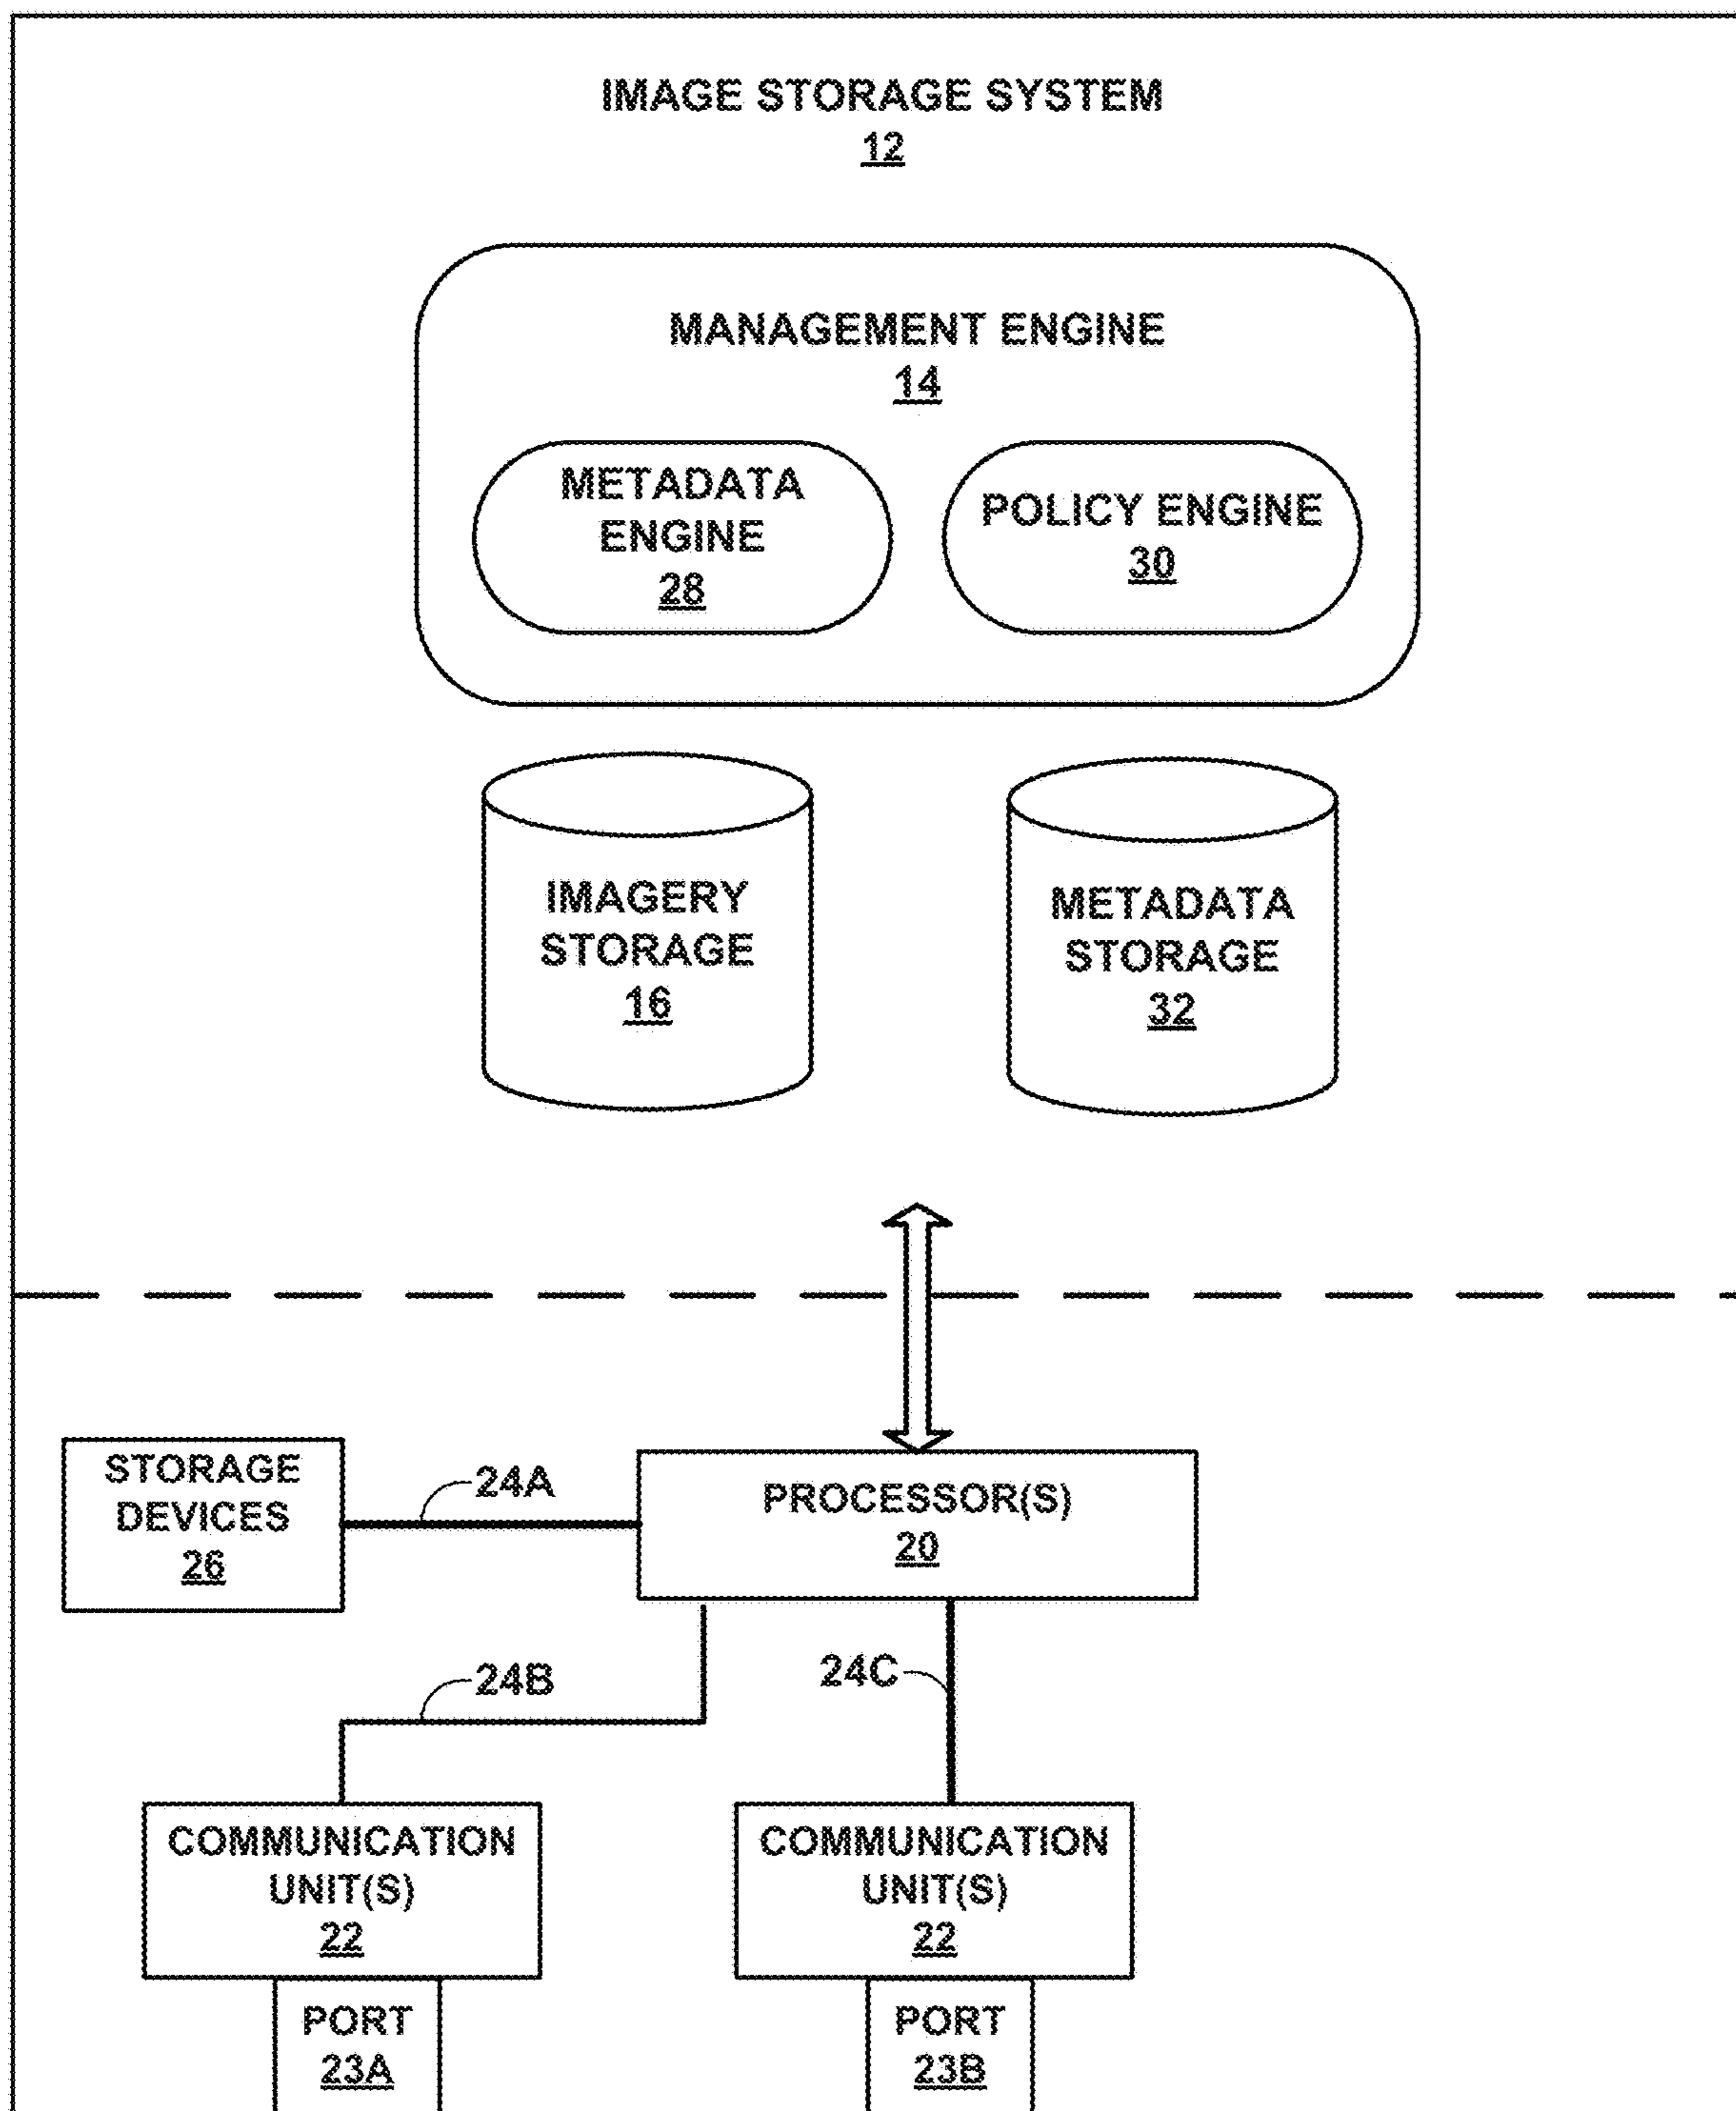 IMAGE STORAGE SYSTEM
12
MANAGEMENT ENGINE
14
METADATA
ENGINE
28
POLICY ENGINE
30
IMAGERY
STORAGE
16
METADATA
STORAGE
32
STORAGE
DEVICES
26
24A
PROCESSOR(S)
20
24B
24C
COMMUNICATION
UNIT(S)
22
COMMUNICATION
UNIT(S)
22
PORT
23A
PORT
23B